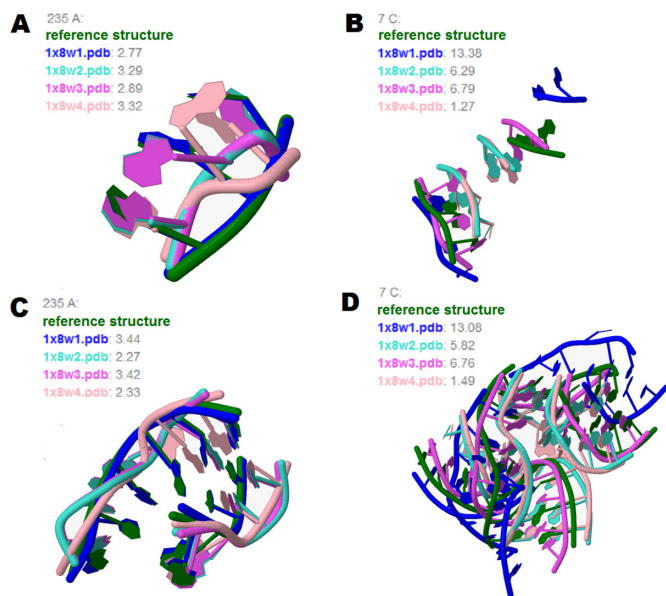 A
235 A:
reference structure
1x8w1.pdb: 2.77
1x8w2.pdb: 3.29
1x8w3.pdb: 2.89
1x8w4.pdb: 3.32
B
7 C:
reference structure
1x8w1.pdb: 13.38
1x8w2.pdb: 6.29
1x8w3.pdb: 6.79
1x8w4.pdb: 1.27
C
235 A:
reference structure
1x8w1.pdb: 3.44
1x8w2.pdb: 2.27
1x8w3.pdb: 3.42
1x8w4.pdb: 2.33
D
7 C:
reference structure
1x8w1.pdb: 13.08
1x8w2.pdb: 5.82
1x8w3.pdb: 6.76
1x8w4.pdb: 1.49